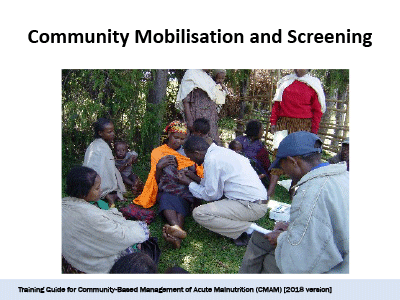 Community Mobilisation and Screening
Training Guide for Community-Based Management of Acute Malnutrition (CMAM) [2018 version]